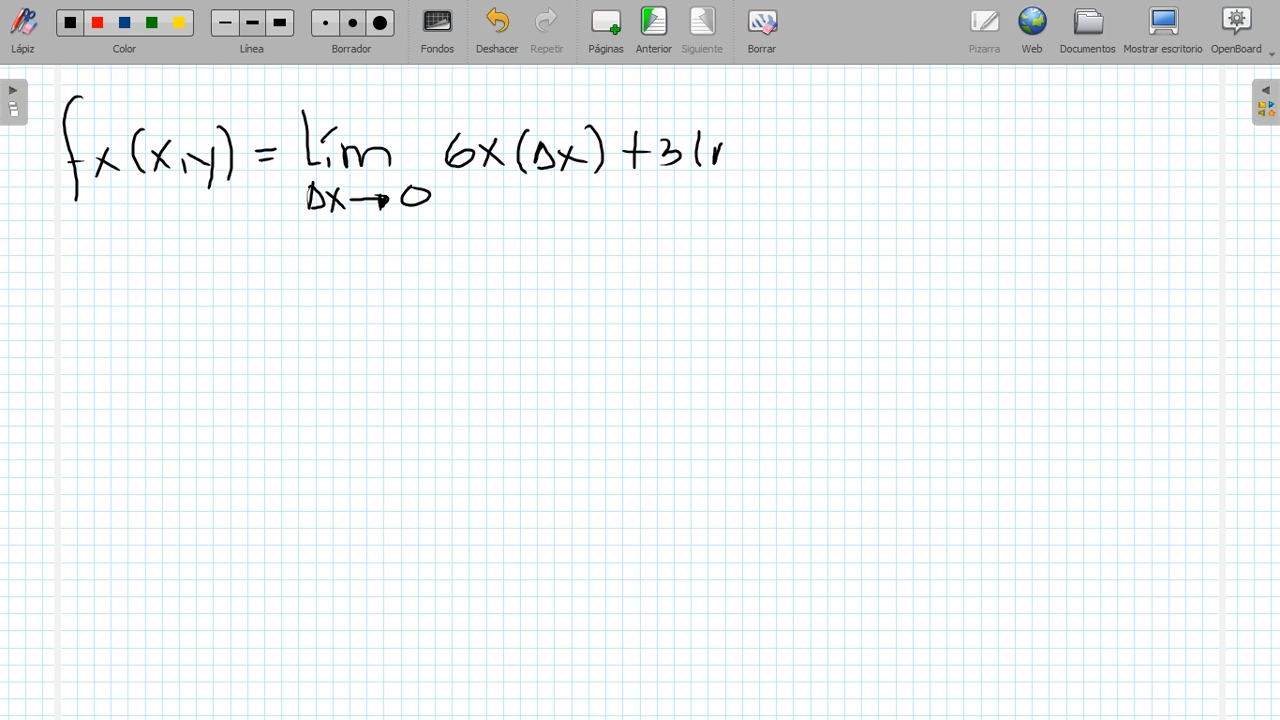 Lápiz Color Línea Borrador Fondos Deshacer Repetir Páginas Anterior Siguiente Borrar Pizarra Web Documentos Mostrar escritorio OpenBoard
fx(x,y) = lím 6x(Δx) + 3(
Δx→0